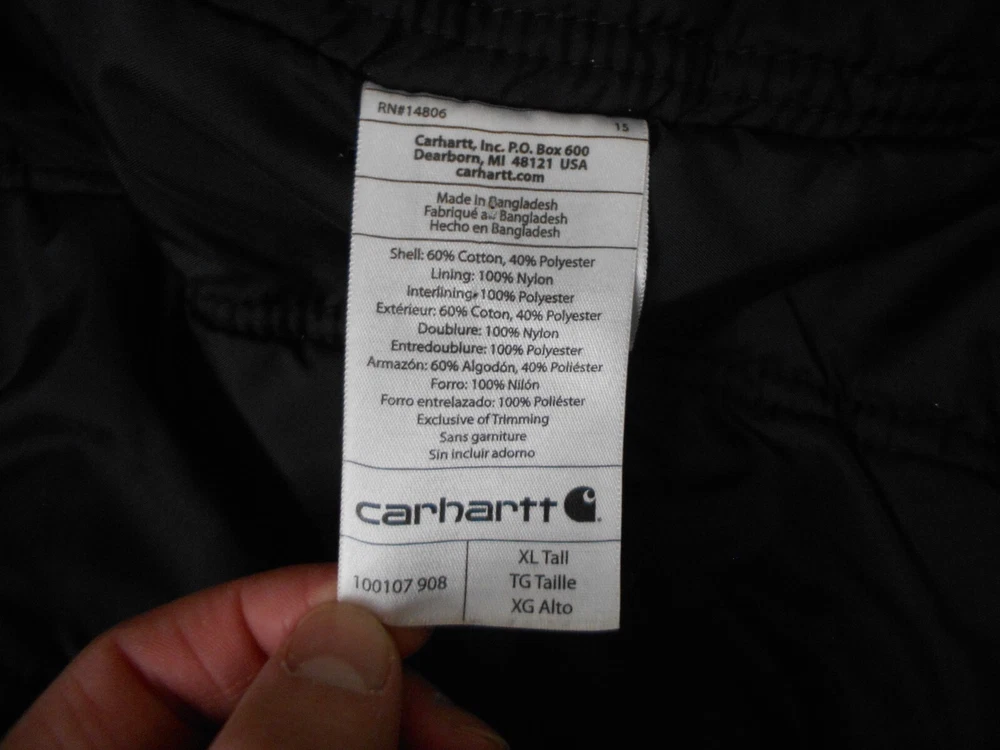 RN#14806
15
Carhartt, Inc. P.O. Box 600
Dearborn, MI 48121 USA
carhartt.com
Made in Bangladesh
Fabriqué au Bangladesh
Hecho en Bangladesh
Shell: 60% Cotton, 40% Polyester
Lining: 100% Nylon
Interlining: 100% Polyester
Extérieur: 60% Coton, 40% Polyester
Doublure: 100% Nylon
Entredoublure: 100% Polyester
Armazón: 60% Algodón, 40% Poliéster
Forro: 100% Nilón
Forro entrelazado: 100% Poliéster
Exclusive of Trimming
Sans garniture
Sin incluir adorno
carhartt
100107 908
XL Tall
TG Taille
XG Alto